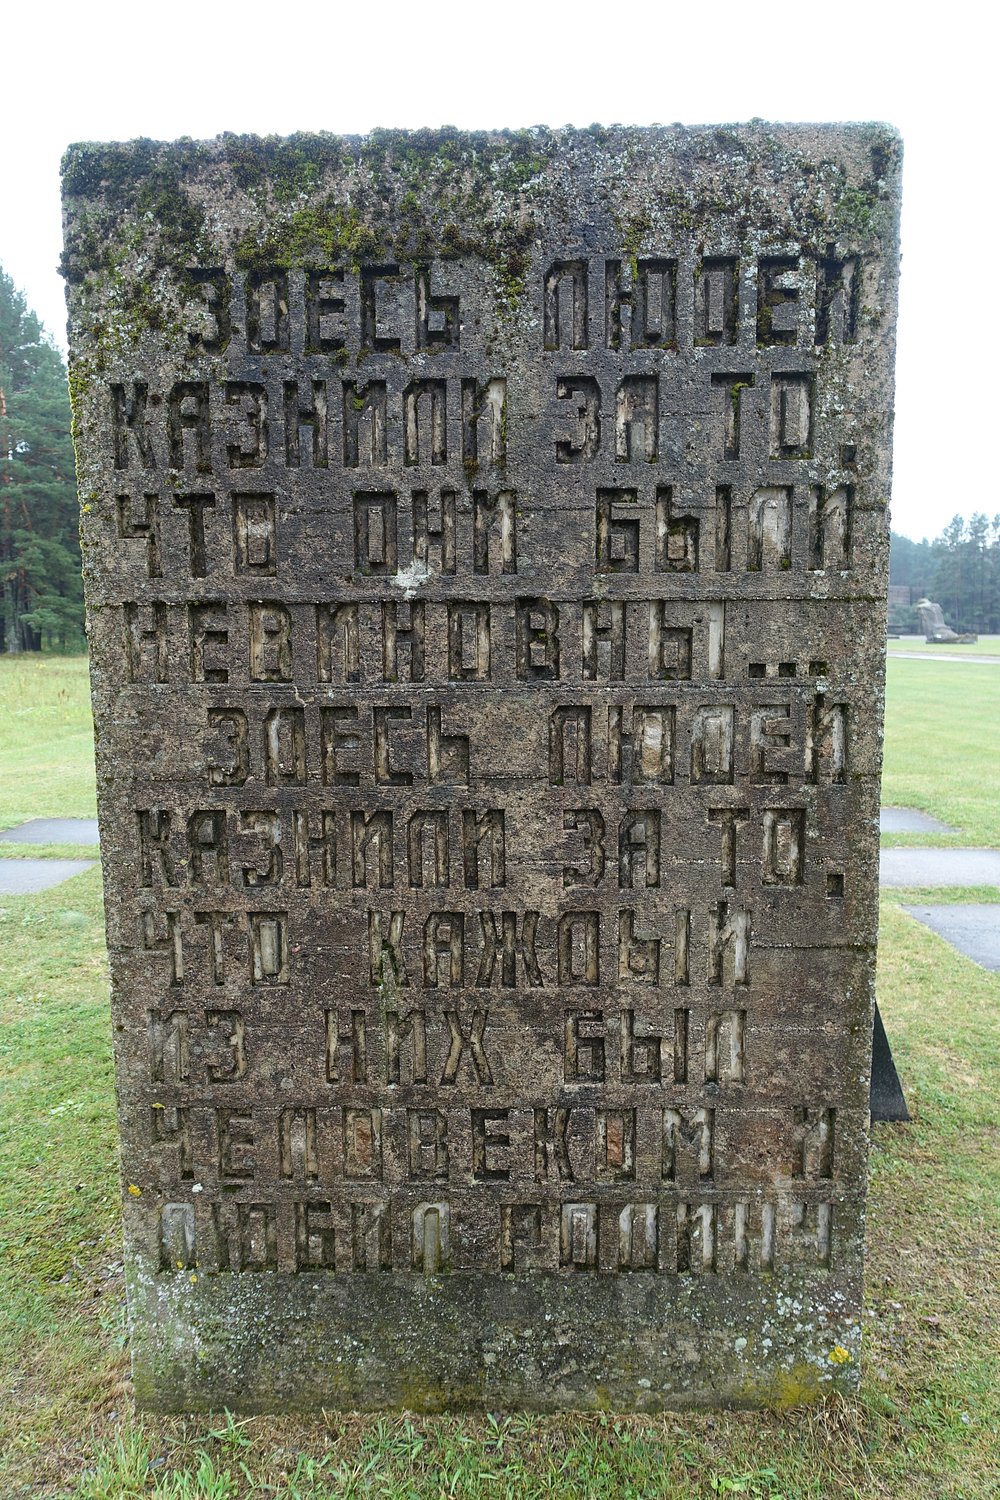 ЗДЕСЬ ЛЮДЕЙ
КАЗНИЛИ ЗА ТО,
ЧТО ОНИ БЫЛИ
НЕВИНОВНЫ...
ЗДЕСЬ ЛЮДЕЙ
КАЗНИЛИ ЗА ТО,
ЧТО КАЖДЫЙ
ИЗ НИХ БЫЛ
ЧЕЛОВЕКОМ И
ЛЮБИЛ РОДИНУ